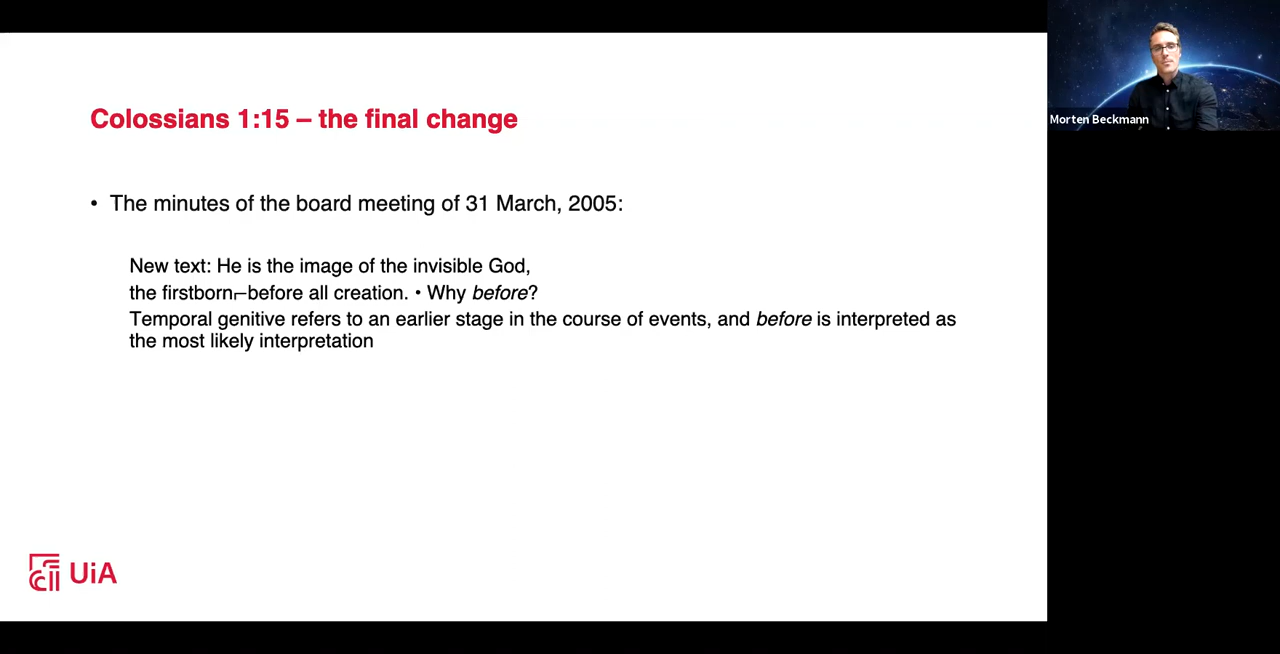 Colossians 1:15 – the final change
• The minutes of the board meeting of 31 March, 2005:
New text: He is the image of the invisible God,
the firstborn⌐–before all creation. • Why before?
Temporal genitive refers to an earlier stage in the course of events, and before is interpreted as
the most likely interpretation
UiA
Morten Beckmann